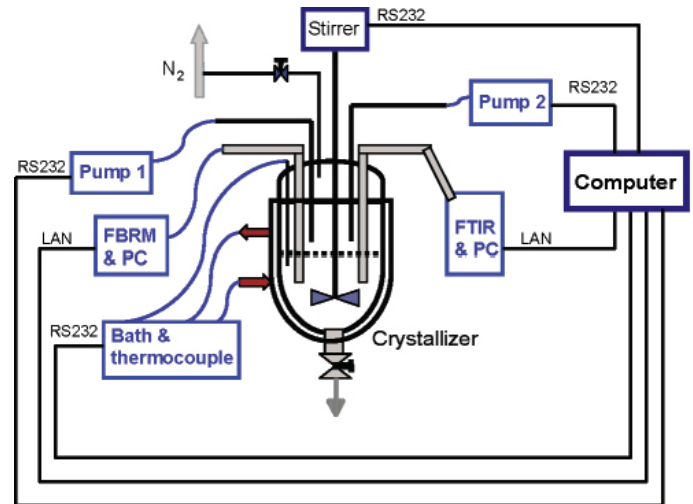 RS232
Stirrer
N2
RS232
Pump 2
RS232
Pump 1
Computer
LAN
FBRM
& PC
FTIR
& PC
LAN
RS232
Bath &
thermocouple
Crystallizer